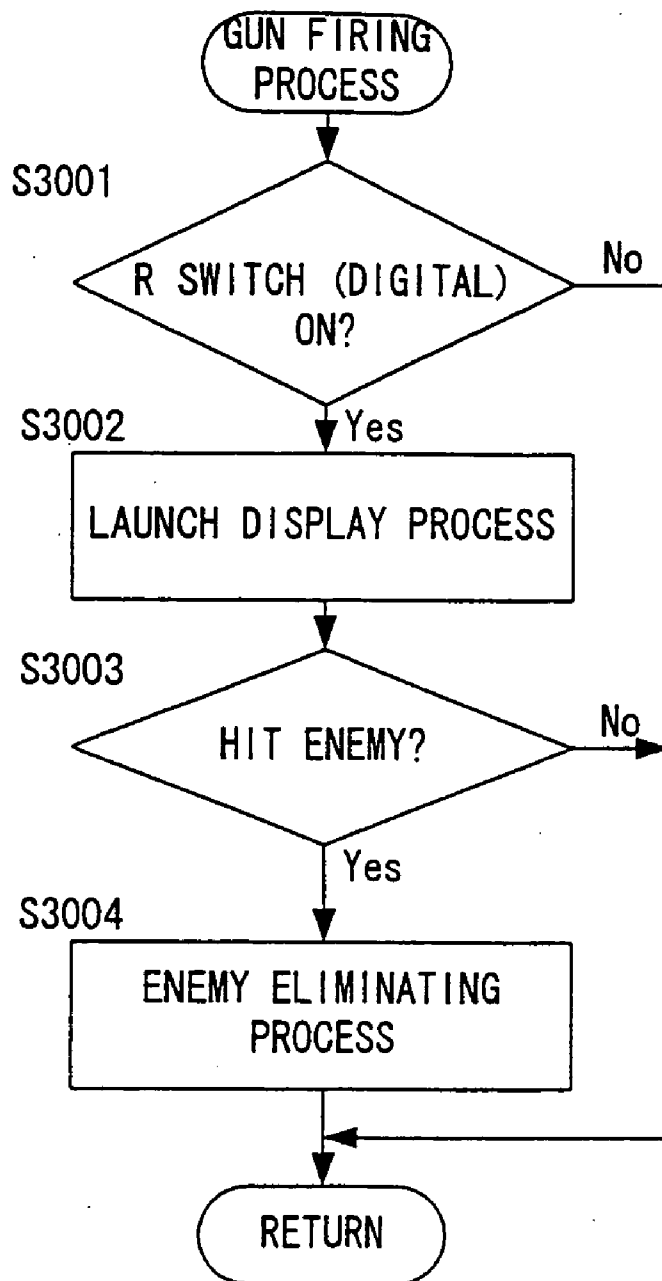 GUN FIRING
PROCESS
S3001
R SWITCH (DIGITAL)
ON?
No
Yes
S3002
LAUNCH DISPLAY PROCESS
S3003
HIT ENEMY?
No
Yes
S3004
ENEMY ELIMINATING
PROCESS
RETURN